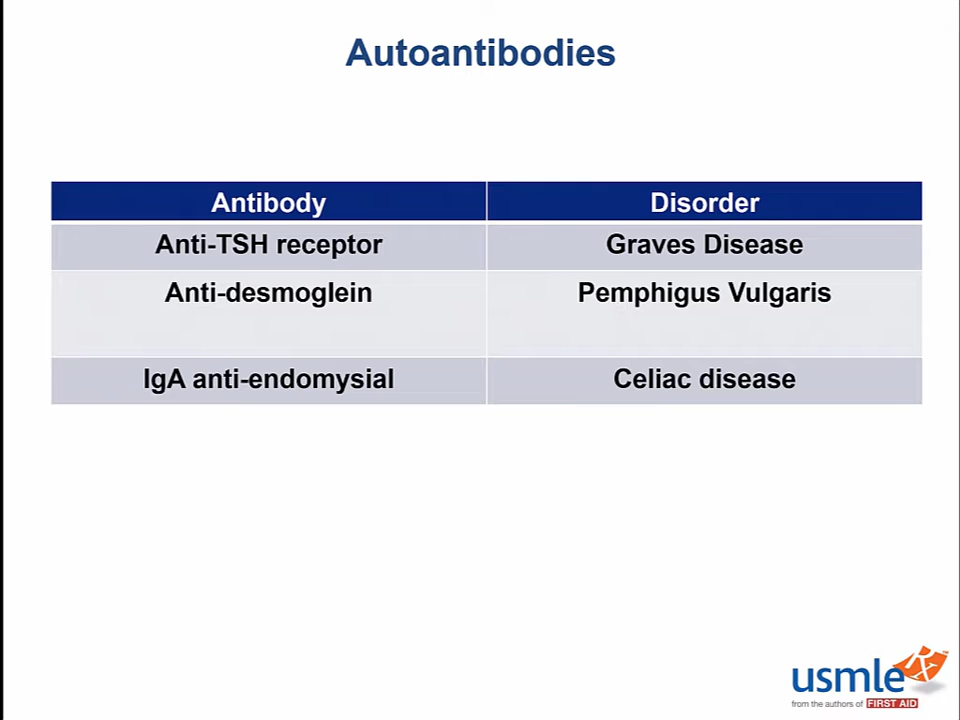 Autoantibodies
Antibody Disorder
Anti-TSH receptor Graves Disease
Anti-desmoglein Pemphigus Vulgaris
IgA anti-endomysial Celiac disease
usmle Rx
from the authors of FIRST AID